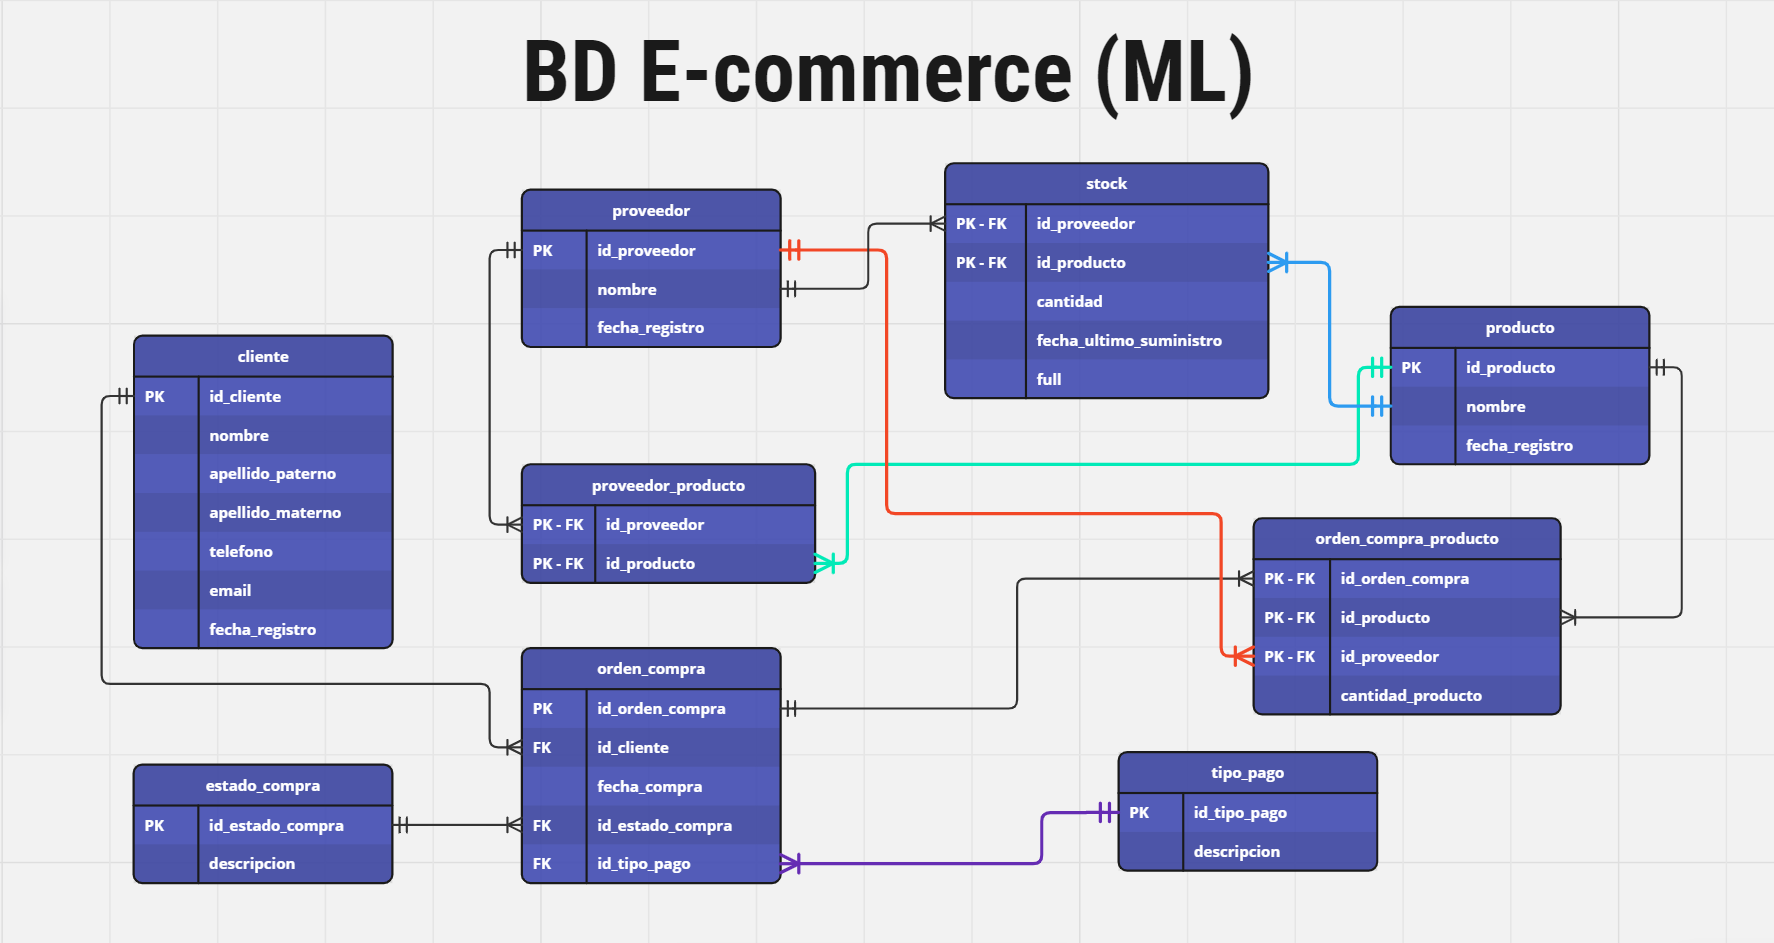 BD E-commerce (ML)
stock
PK - FK id_proveedor
PK - FK id_producto
cantidad
fecha_ultimo_suministro
full
proveedor
PK id_proveedor
nombre
fecha_registro
producto
PK id_producto
nombre
fecha_registro
cliente
PK id_cliente
nombre
apellido_paterno
apellido_materno
telefono
email
fecha_registro
proveedor_producto
PK - FK id_proveedor
PK - FK id_producto
orden_compra_producto
PK - FK id_orden_compra
PK - FK id_producto
PK - FK id_proveedor
cantidad_producto
orden_compra
PK id_orden_compra
FK id_cliente
fecha_compra
FK id_estado_compra
FK id_tipo_pago
estado_compra
PK id_estado_compra
descripcion
tipo_pago
PK id_tipo_pago
descripcion